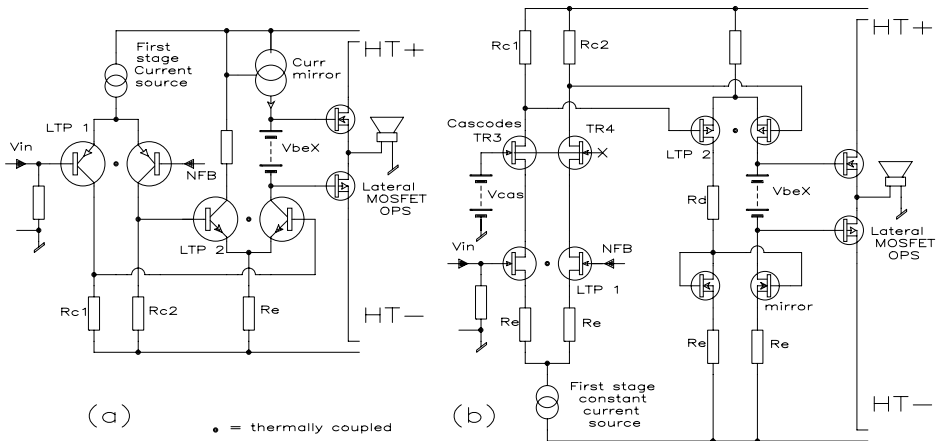 First
stage
Current
source
Curr
mirror
HT+
LTP 1
Vin
NFB
VbeX
Lateral
MOSFET
OPS
LTP 2
Rc1
Rc2
Re
HT-
(a)
= thermally coupled
Rc1
Rc2
HT+
Cascodes
TR3
TR4
LTP 2
Vcas
Rd
VbeX
Lateral
MOSFET
OPS
Vin
NFB
LTP 1
mirror
Re
Re
Re
Re
First stage
constant
current
source
HT-
(b)